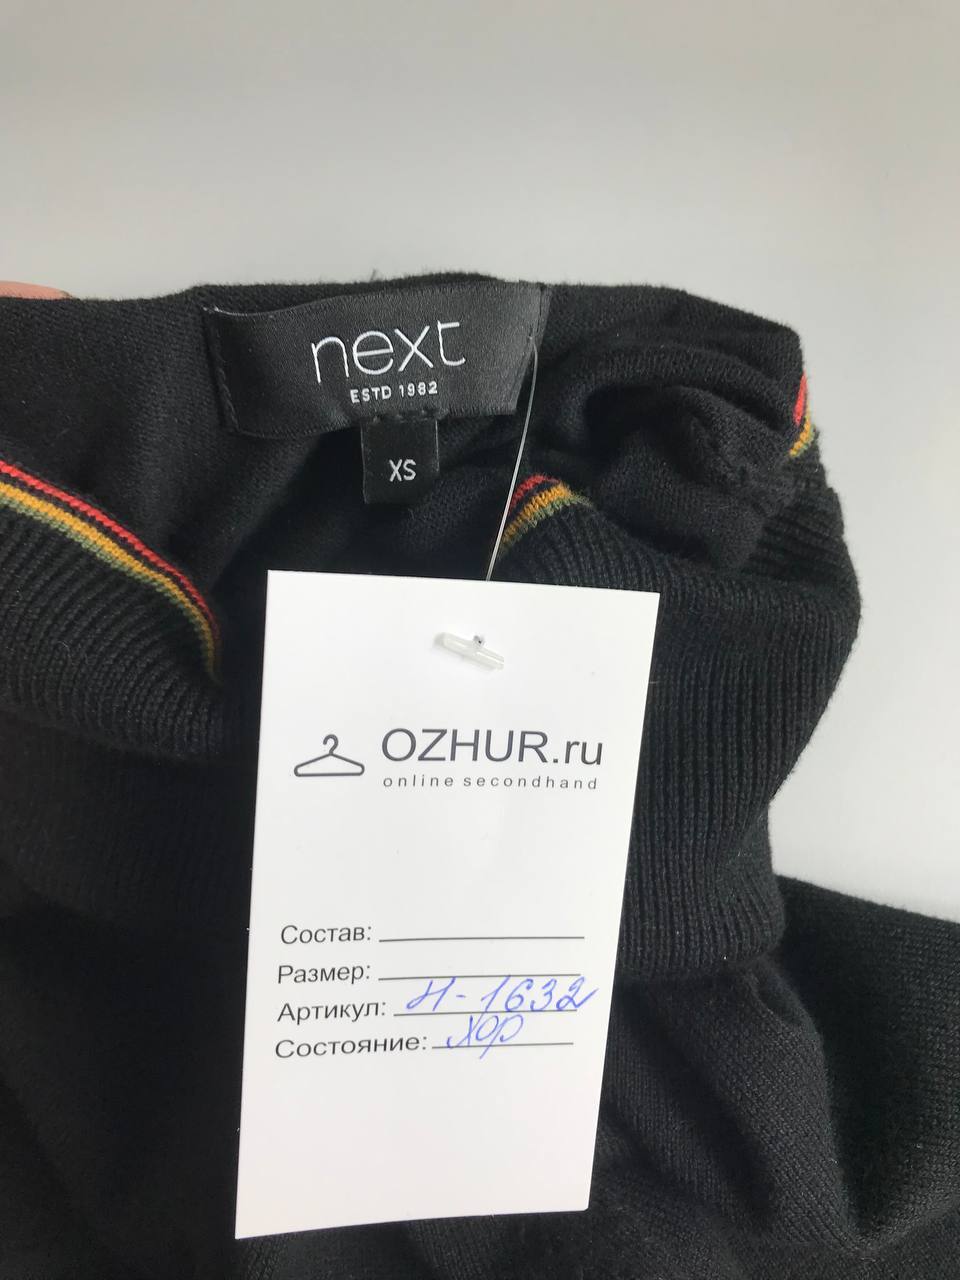 next
ESTD 1982
XS
OZHUR.ru
online secondhand
Состав:
Размер:
Артикул: Н-1632
Состояние: Хор